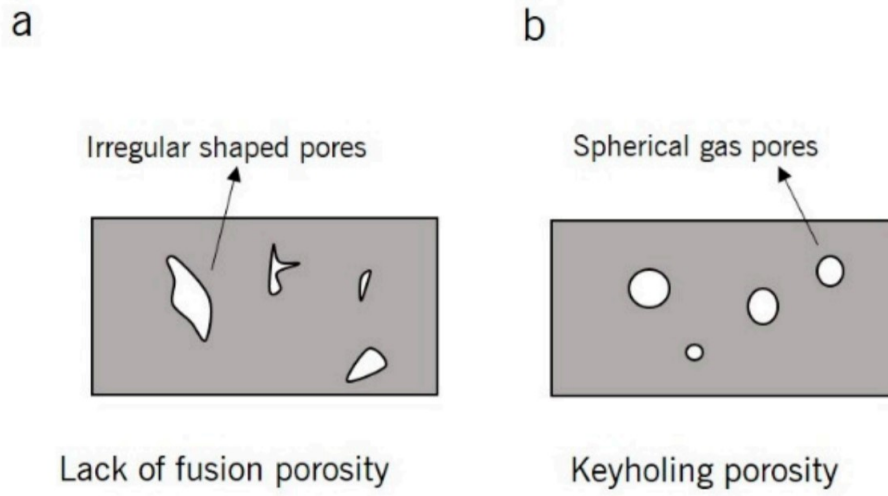 a
b
Irregular shaped pores
Spherical gas pores
Lack of fusion porosity
Keyholing porosity